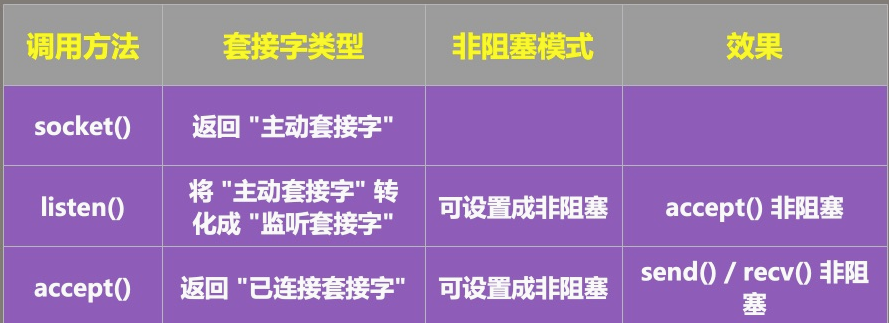 调用方法 套接字类型 非阻塞模式 效果
socket() 返回 "主动套接字"
listen() 将 "主动套接字" 转 可设置成非阻塞 accept() 非阻塞
化成 "监听套接字"
accept() 返回 "已连接套接字" 可设置成非阻塞 send() / recv() 非阻
塞